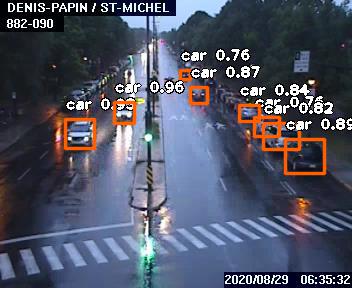 DENIS-PAPIN / ST-MICHEL
882-090
car 0.76
car 0.87
car 0.96
car 0.84
car 0.82
car 0.89
2020/08/29 06:35:32